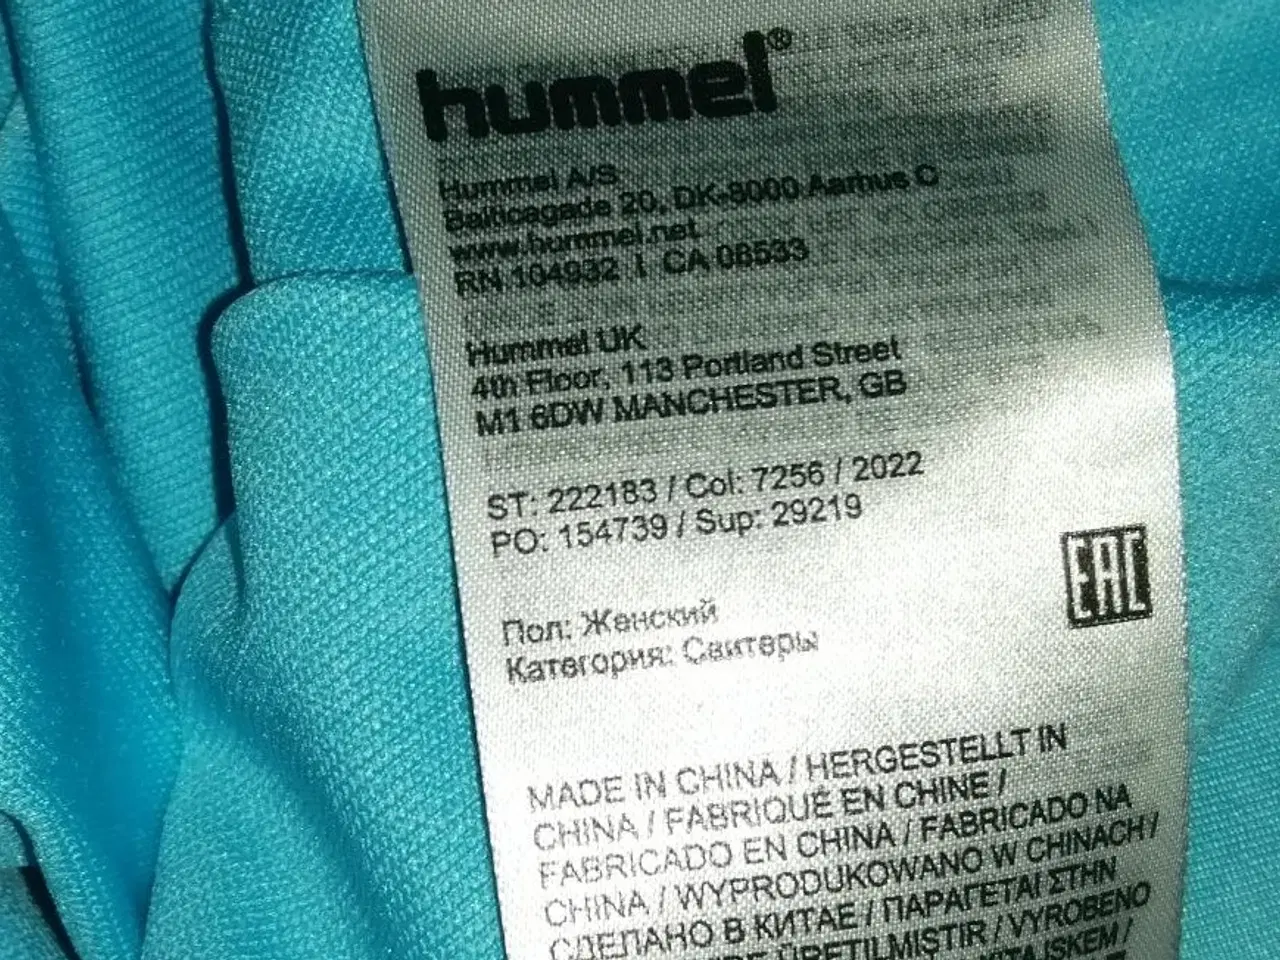 hummel®
Hummel A/S
Balticagade 20, DK-8000 Aarhus C
www.hummel.net
RN 104932 | CA 08533
Hummel UK
4th Floor, 113 Portland Street
M1 6DW MANCHESTER, GB
ST: 222183 / Col: 7256 / 2022
PO: 154739 / Sup: 29219
EAC
Пол: Женский
Категория: Свитеры
MADE IN CHINA / HERGESTELLT IN
CHINA / FABRIQUÉ EN CHINE /
FABRICADO EN CHINA / FABRICADO NA
CHINA / WYPRODUKOWANO W CHINACH /
СДЕЛАНО В КИТАЕ / ΠΑΡΑΓΕΤΑΙ ΣΤΗΝ
ÜRETILMIŞTIR / VYROBENO